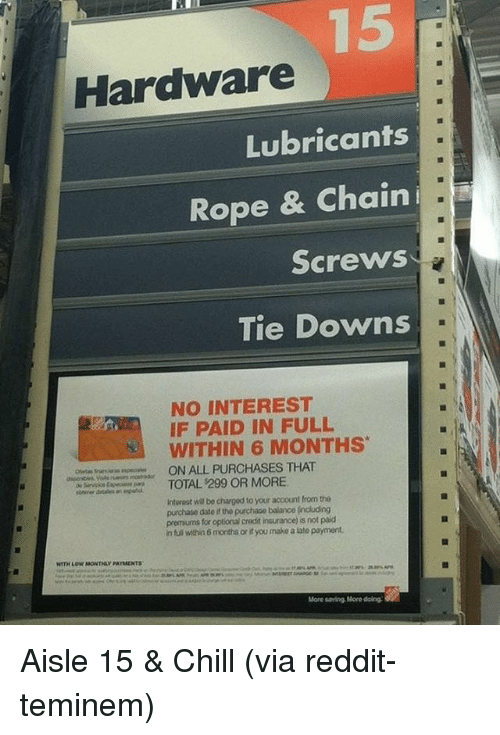 15
Hardware
Lubricants
Rope & Chain
Screws
Tie Downs
NO INTEREST
IF PAID IN FULL
WITHIN 6 MONTHS*
ON ALL PURCHASES THAT
TOTAL $299 OR MORE.
Interest will be charged to your account from the
purchase date if the purchase balance (including
premiums for optional credit insurance) is not paid
in full within 6 months or if you make a late payment.
WITH LOW MONTHLY PAYMENTS
More saving. More doing.
Aisle 15 & Chill (via reddit-
teminem)